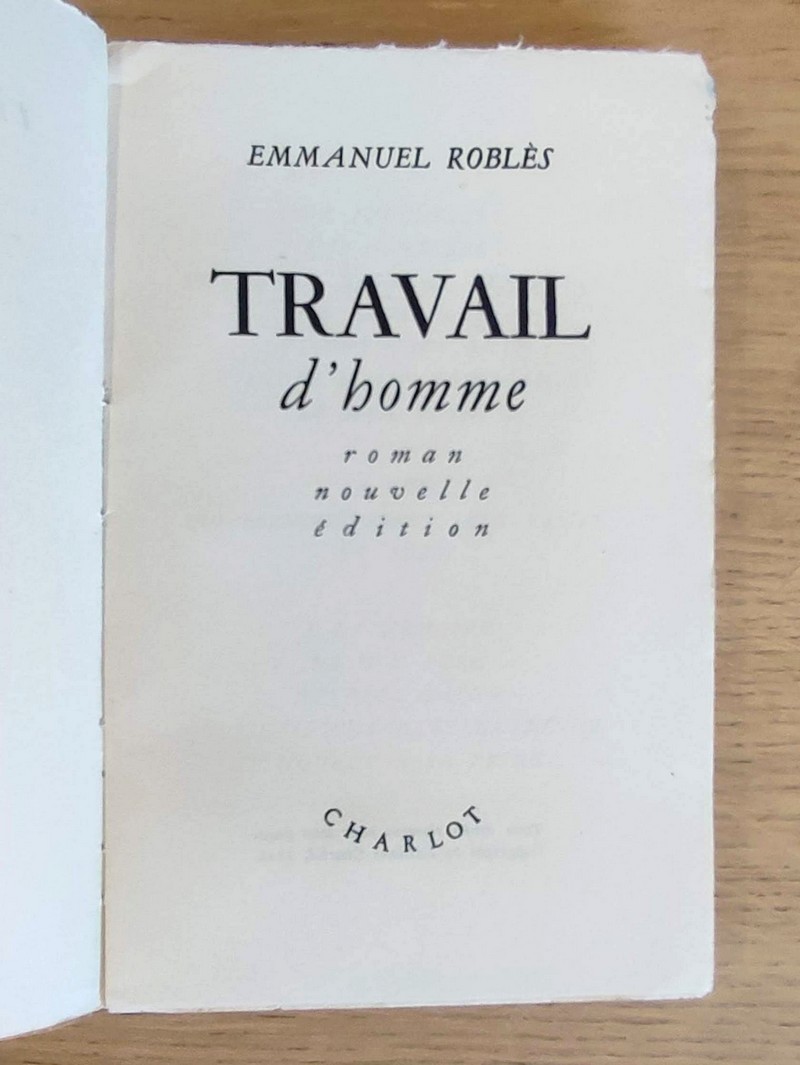 EMMANUEL ROBLÈS
TRAVAIL
d'homme
roman
nouvelle
édition
CHARLOT